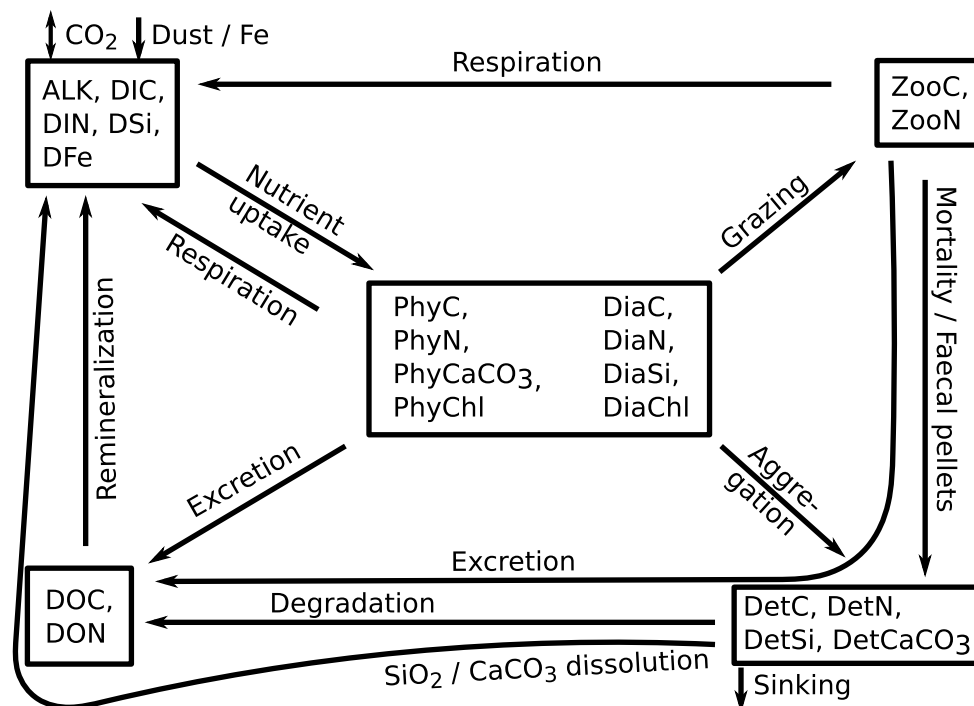 CO2
Dust / Fe
Respiration
ALK, DIC,
DIN, DSi,
DFe
ZooC,
ZooN
Nutrient
uptake
Respiration
Grazing
Mortality / Faecal pellets
PhyC,
PhyN,
PhyCaCO3,
PhyChl
DiaC,
DiaN,
DiaSi,
DiaChl
Remineralization
Excretion
Aggre-
gation
Excretion
Degradation
DOC,
DON
DetC, DetN,
DetSi, DetCaCO3
SiO2 / CaCO3 dissolution
Sinking